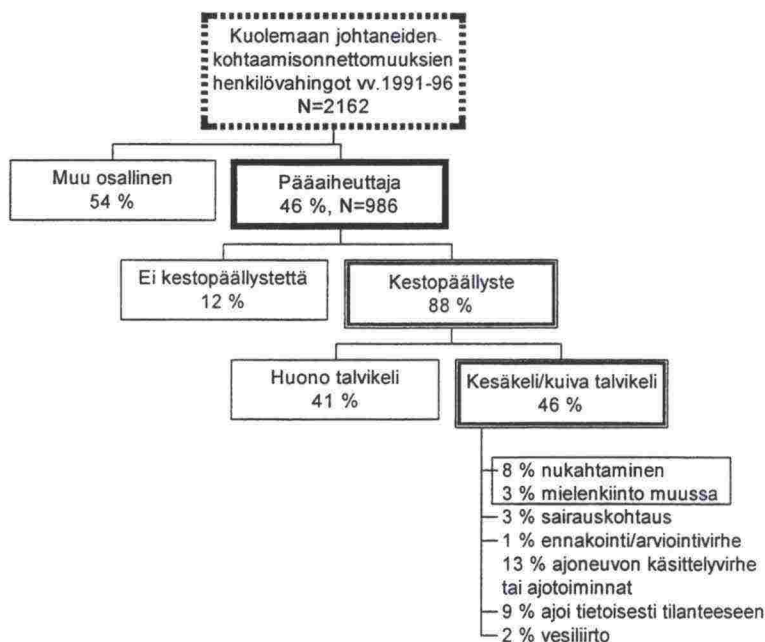 Kuolemaan johtaneiden
kohtaamisonnettomuuksien
henkilövahingot vv.1991-96
N=2162
Muu osallinen
54 %
Pääaiheuttaja
46 %, N=986
Ei kestopäällystettä
12 %
Kestopäällyste
88 %
Huono talvikeli
41 %
Kesäkeli/kuiva talvikeli
46 %
8 % nukahtaminen
3 % mielenkiinto muussa
3 % sairauskohtaus
1 % ennakointi/arviointivirhe
13 % ajoneuvon käsittelyvirhe
tai ajotoiminnat
9 % ajoi tietoisesti tilanteeseen
2 % vesiliirto